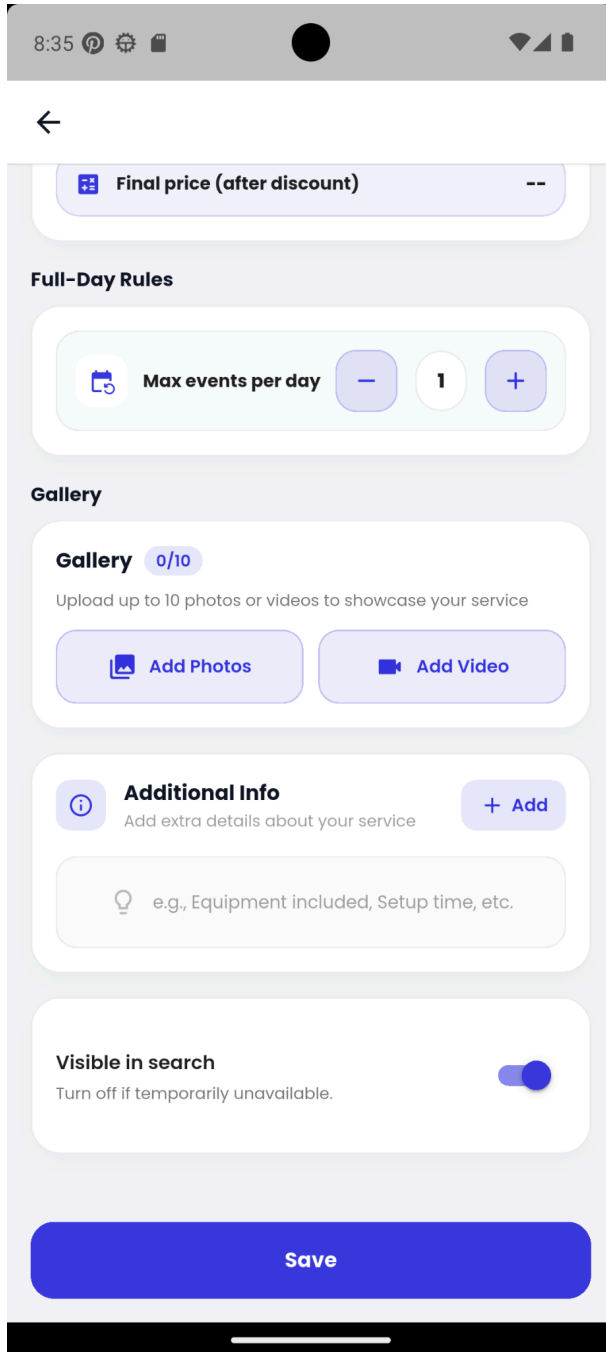 8:35
Final price (after discount) --
Full-Day Rules
Max events per day − 1 +
Gallery
Gallery 0/10
Upload up to 10 photos or videos to showcase your service
Add Photos Add Video
Additional Info
+ Add
Add extra details about your service
e.g., Equipment included, Setup time, etc.
Visible in search
Turn off if temporarily unavailable.
Save